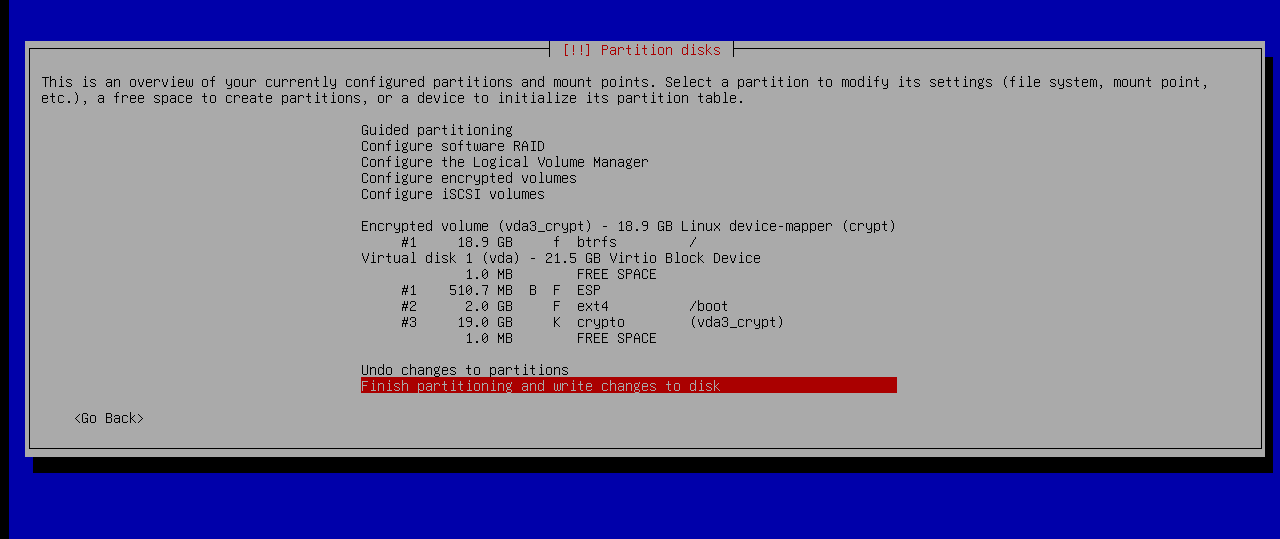 [!!] Partition disks
This is an overview of your currently configured partitions and mount points. Select a partition to modify its settings (file system, mount point,
etc.), a free space to create partitions, or a device to initialize its partition table.
Guided partitioning
Configure software RAID
Configure the Logical Volume Manager
Configure encrypted volumes
Configure iSCSI volumes
Encrypted volume (vda3_crypt) - 18.9 GB Linux device-mapper (crypt)
#1 18.9 GB f btrfs /
Virtual disk 1 (vda) - 21.5 GB Virtio Block Device
1.0 MB FREE SPACE
#1 510.7 MB B F ESP
#2 2.0 GB F ext4 /boot
#3 19.0 GB K crypto (vda3_crypt)
1.0 MB FREE SPACE
Undo changes to partitions
Finish partitioning and write changes to disk
<Go Back>